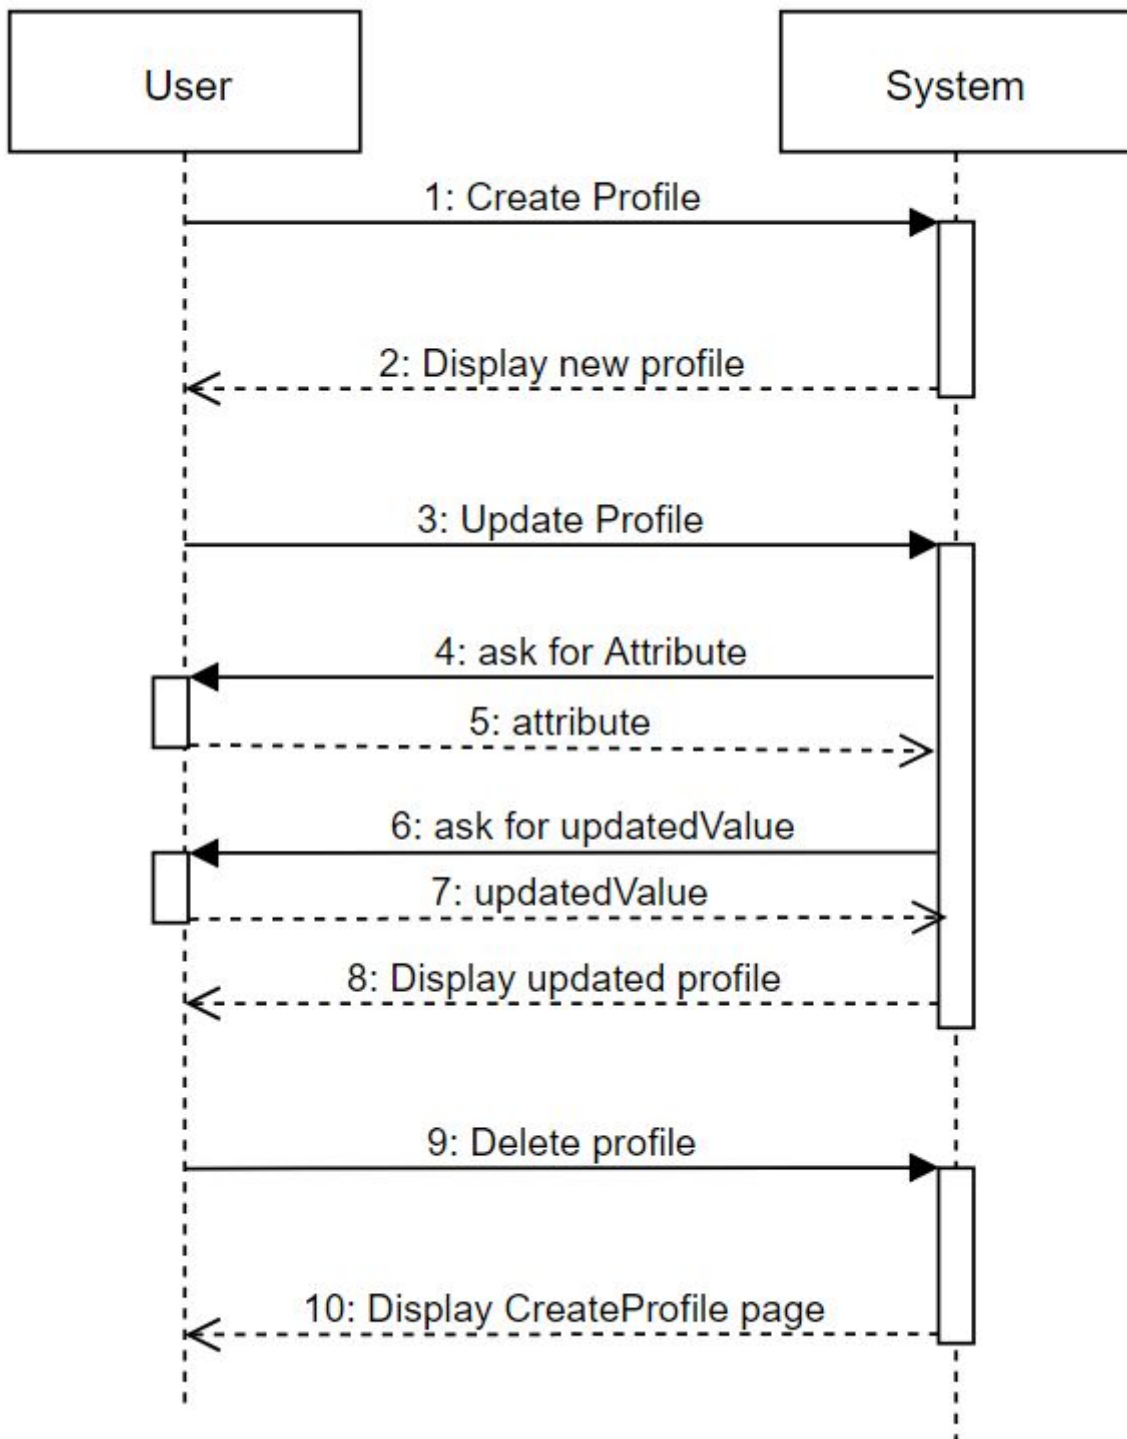 User
System
1: Create Profile
2: Display new profile
3: Update Profile
4: ask for Attribute
5: attribute
6: ask for updatedValue
7: updatedValue
8: Display updated profile
9: Delete profile
10: Display CreateProfile page